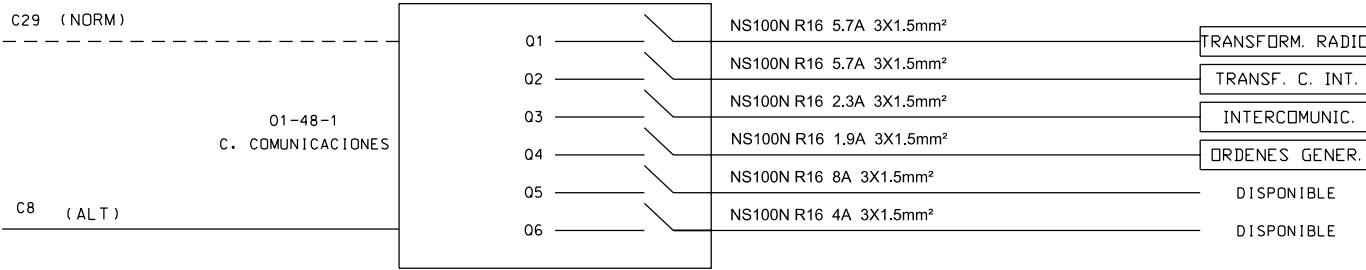 C29 (NORM)
01-48-1
C. COMUNICACIONES
C8 (ALT)
Q1 NS100N R16 5.7A 3X1.5mm² TRANSFORM. RADIO
Q2 NS100N R16 5.7A 3X1.5mm² TRANSF. C. INT.
Q3 NS100N R16 2.3A 3X1.5mm² INTERCOMUNIC.
Q4 NS100N R16 1.9A 3X1.5mm² ORDENES GENER.
Q5 NS100N R16 8A 3X1.5mm² DISPONIBLE
Q6 NS100N R16 4A 3X1.5mm² DISPONIBLE